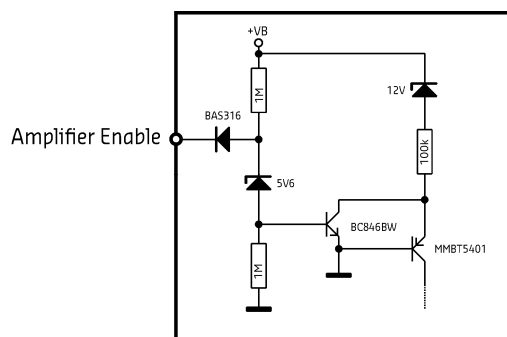 +VB
1M
12V
BAS316
Amplifier Enable
100k
5V6
BC846BW
MMBT5401
1M